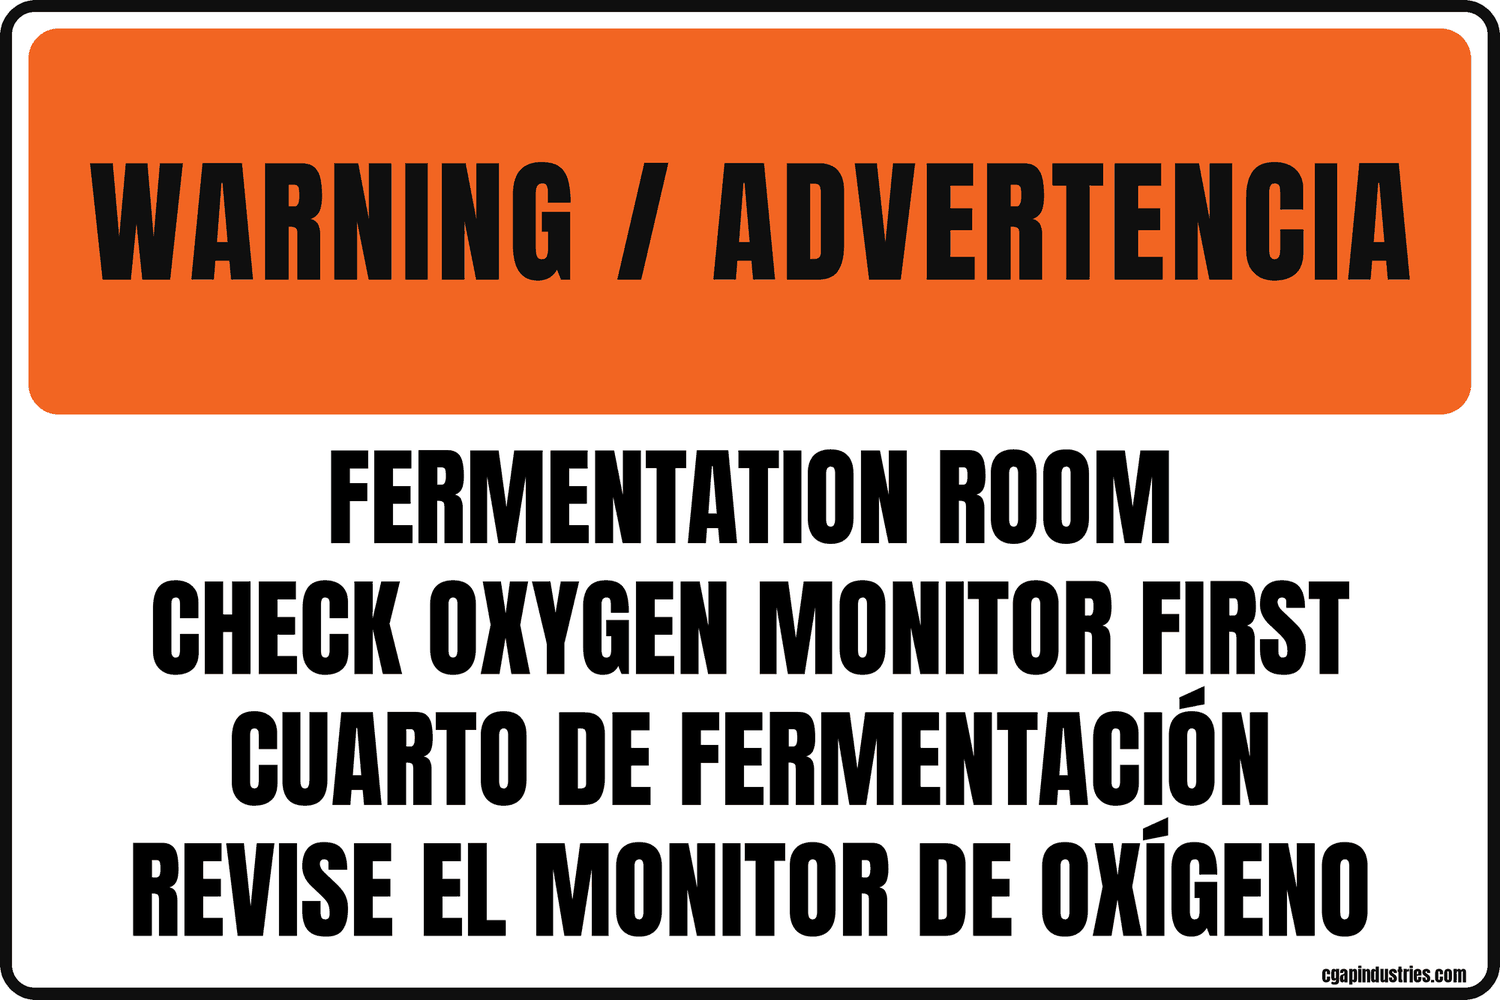 WARNING / ADVERTENCIA
FERMENTATION ROOM
CHECK OXYGEN MONITOR FIRST
CUARTO DE FERMENTACIÓN
REVISE EL MONITOR DE OXÍGENO
cgapindustries.com